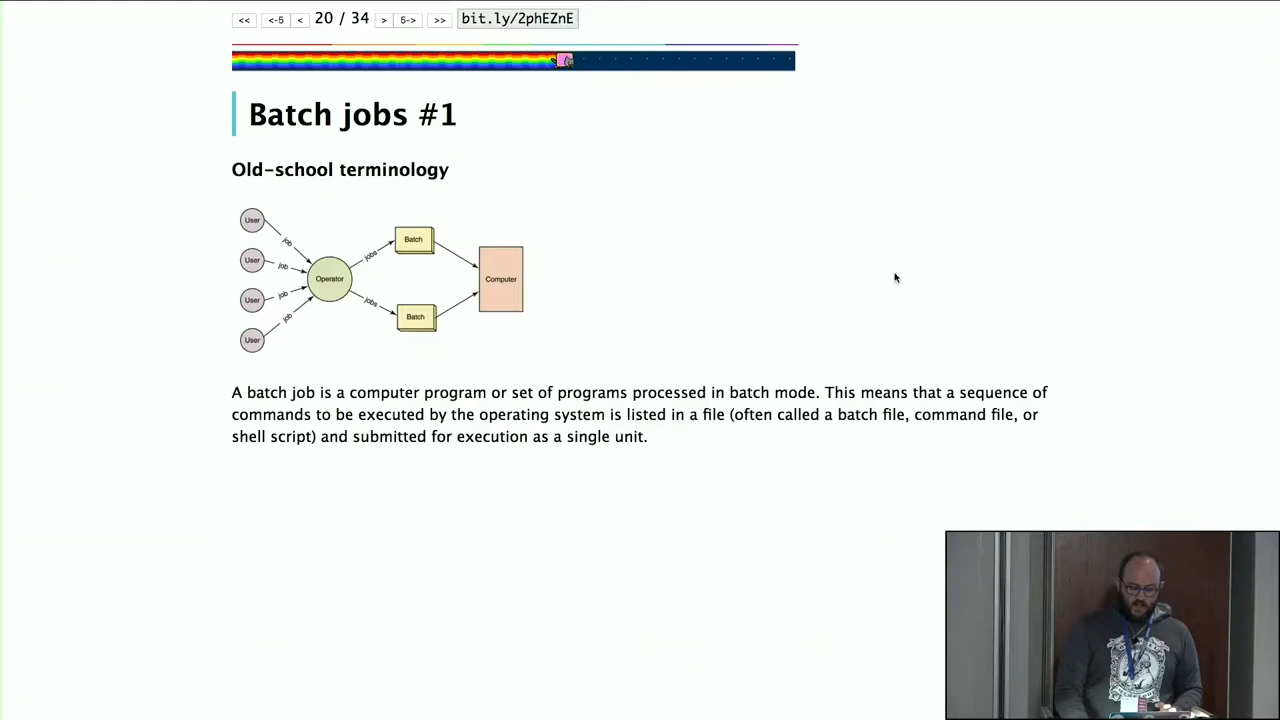 << <-5 < 20 / 34 > 5-> >> bit.ly/2phEZnE
Batch jobs #1
Old-school terminology
User
User
User
User
job
job
job
job
Operator
jobs
jobs
Batch
Batch
Computer
A batch job is a computer program or set of programs processed in batch mode. This means that a sequence of
commands to be executed by the operating system is listed in a file (often called a batch file, command file, or
shell script) and submitted for execution as a single unit.